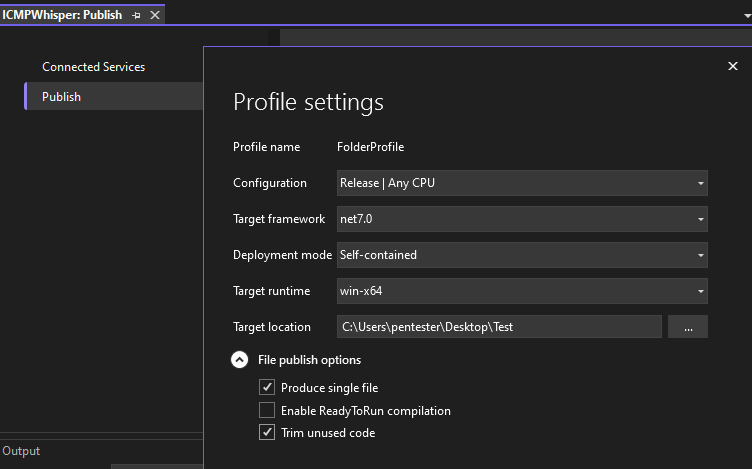 ICMPWhisper: Publish
Connected Services
Publish
Profile settings
Profile name FolderProfile
Configuration Release | Any CPU
Target framework net7.0
Deployment mode Self-contained
Target runtime win-x64
Target location C:\Users\pentester\Desktop\Test ...
File publish options
Produce single file
Enable ReadyToRun compilation
Trim unused code
Output